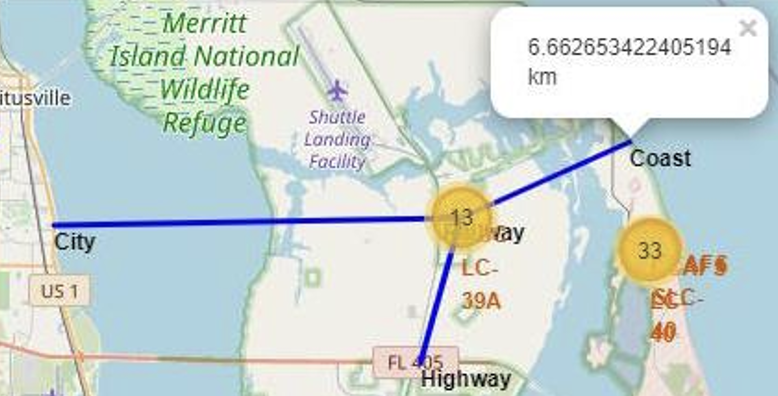 Merritt
Island National
Wildlife
Refuge
6.662653422405194
km
×
itusville
Shuttle
Landing
Facility
Coast
13
City
33
LC-
39A
US 1
40
FL 405
Highway